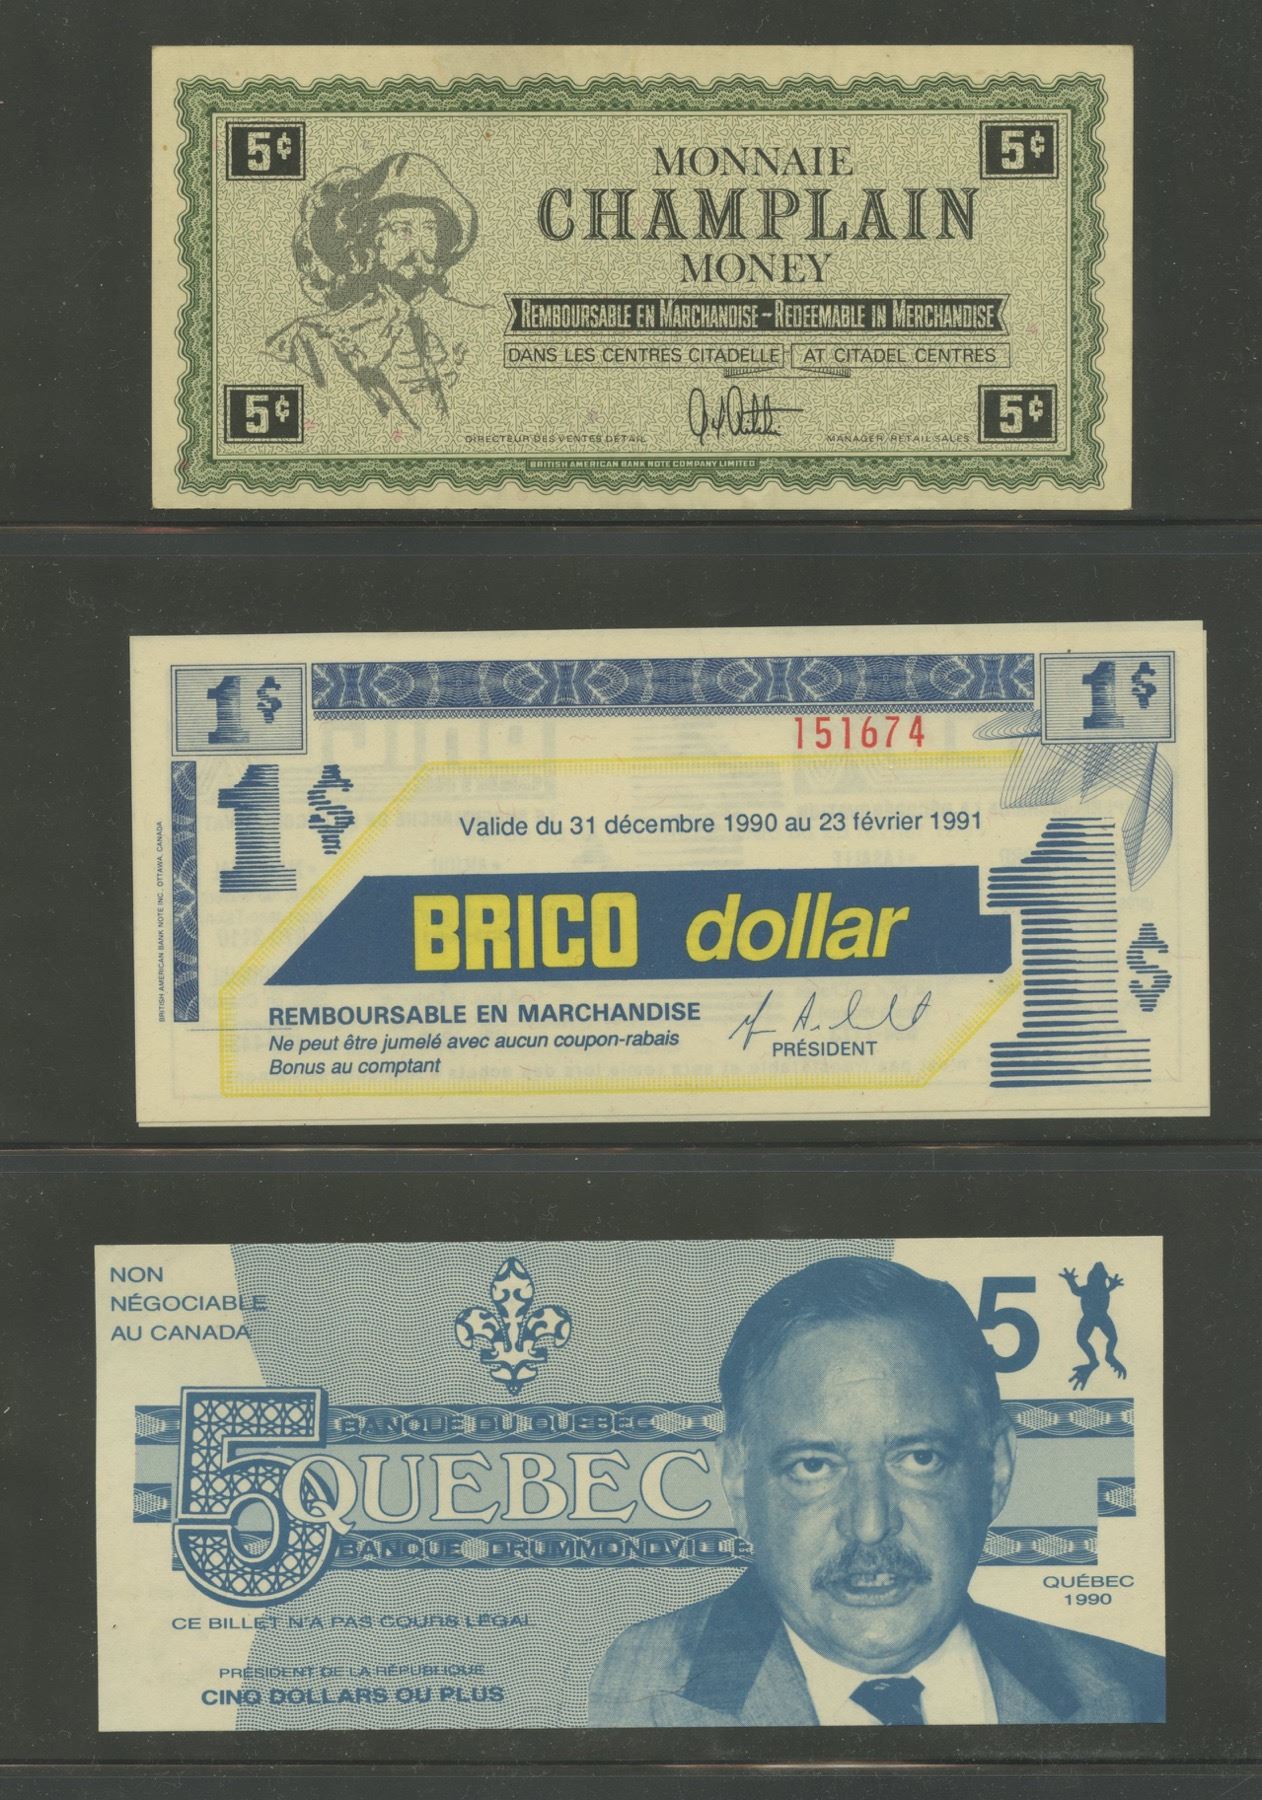 5¢
5¢
MONNAIE
CHAMPLAIN
MONEY
REMBOURSABLE EN MARCHANDISE - REDEEMABLE IN MERCHANDISE
DANS LES CENTRES CITADELLE AT CITADEL CENTRES
5¢
5¢
DIRECTEUR DES VENTES DETAIL
MANAGER RETAIL SALES
BRITISH AMERICAN BANK NOTE COMPANY LIMITED
1$
1$
151674
1$
Valide du 31 décembre 1990 au 23 février 1991
BRITISH AMERICAN BANK NOTE INC., OTTAWA, CANADA
BRICO dollar
1$
REMBOURSABLE EN MARCHANDISE
Ne peut être jumelé avec aucun coupon-rabais
Bonus au comptant
PRÉSIDENT
NON
NÉGOCIABLE
AU CANADA
5
BANQUE DU QUEBEC
5 QUEBEC
BANQUE DRUMMONDVILLE
QUÉBEC
1990
CE BILLET N'A PAS COURS LÉGAL
PRÉSIDENT DE LA RÉPUBLIQUE
CINQ DOLLARS OU PLUS